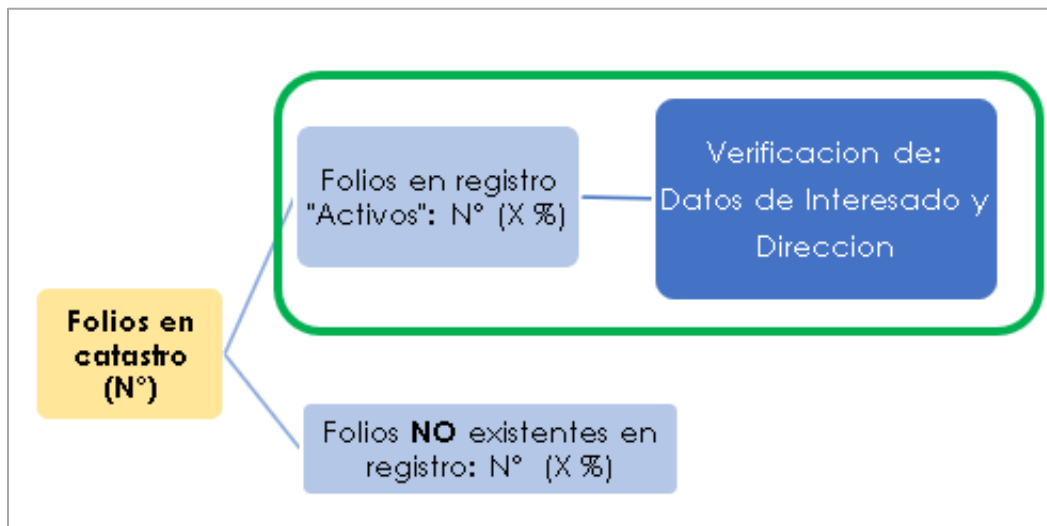 Folios en registro
"Activos": N° (X %)
Verificacion de:
Datos de Interesado y
Direccion
Folios en
catastro
(N°)
Folios NO existentes en
registro: N° (X %)